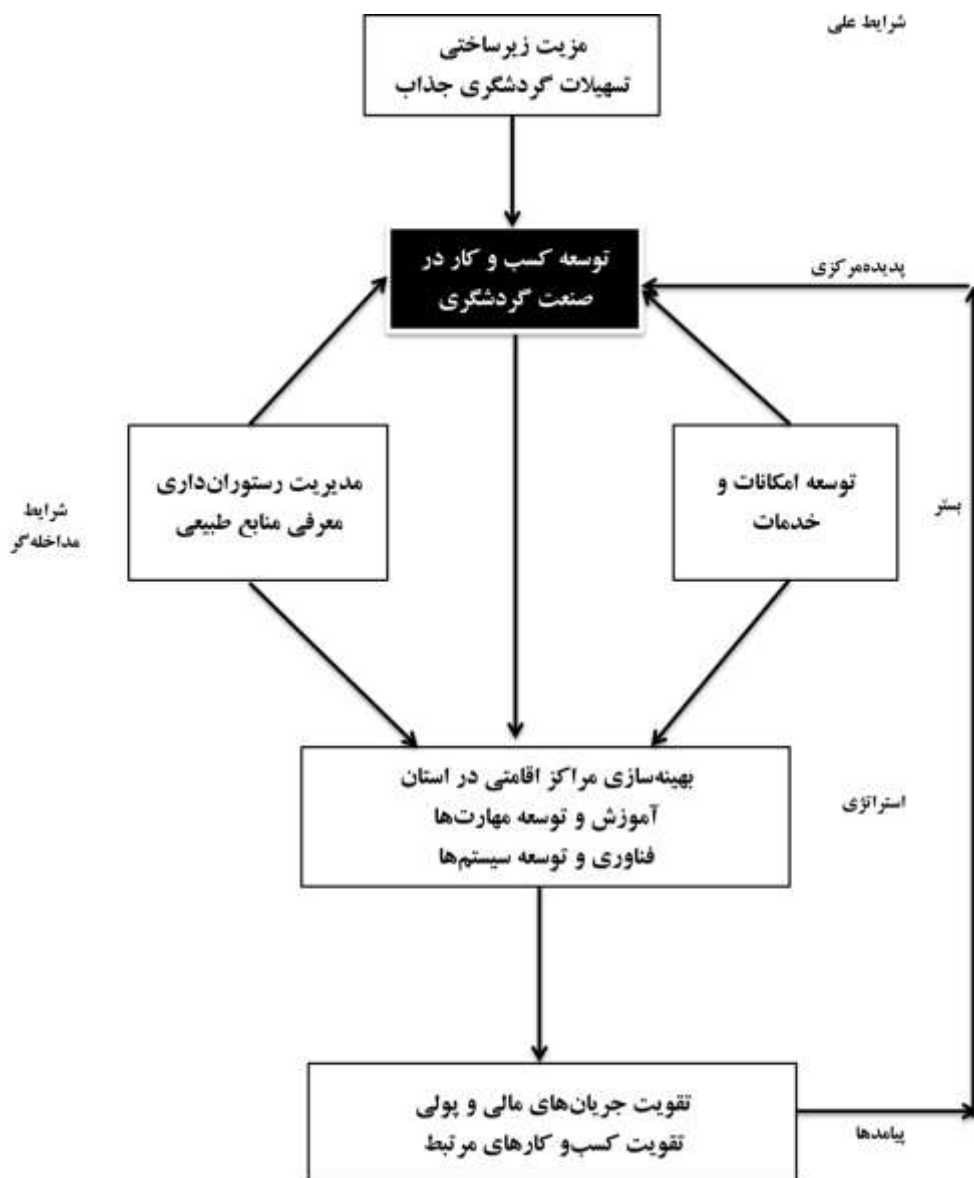 شرایط علی
مزیت زیرساختی
تسهیلات گردشگری جذاب
توسعه کسب و کار در
صنعت گردشگری
پدیده‌مرکزی
مدیریت رستوران‌داری
معرفی منابع طبیعی
توسعه امکانات و
خدمات
شرایط
مداخله‌گر
بستر
بهینه‌سازی مراکز اقامتی در استان
آموزش و توسعه مهارت‌ها
فناوری و توسعه سیستم‌ها
استراتژی
تقویت جریان‌های مالی و پولی
تقویت کسب‌و کارهای مرتبط
پیامدها